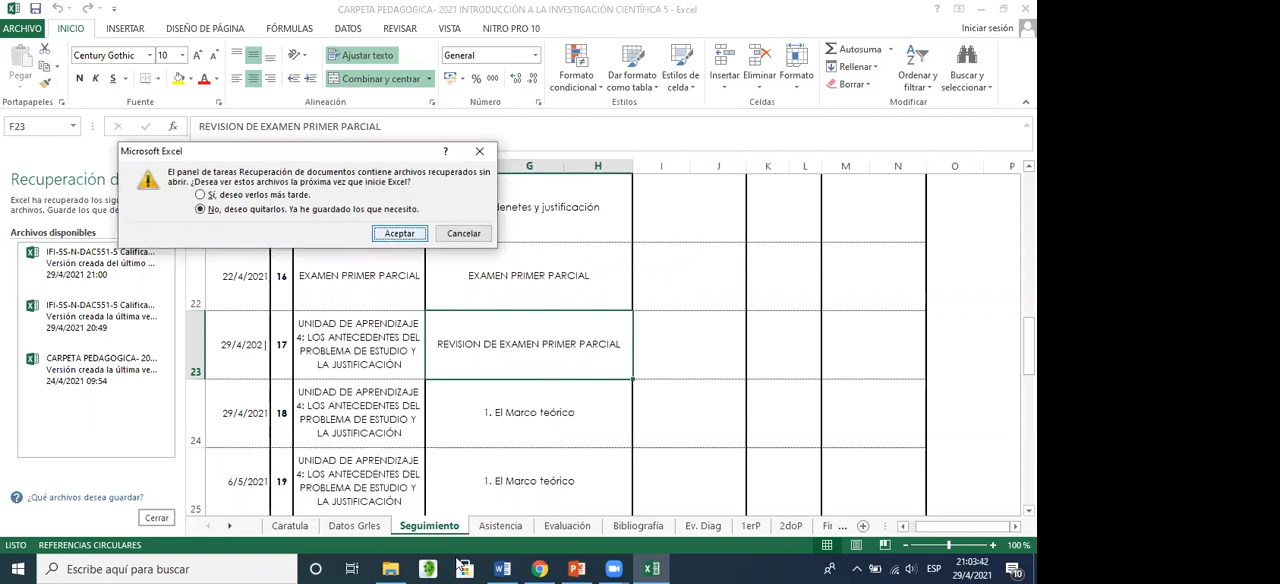 CARPETA PEDAGOGICA- 2021 INTRODUCCIÓN A LA INVESTIGACIÓN CIENTÍFICA 5 - Excel
ARCHIVO INICIO INSERTAR DISEÑO DE PÁGINA FÓRMULAS DATOS REVISAR VISTA NITRO PRO 10 Iniciar sesión
Pegar
Century Gothic 10
N K S
Ajustar texto
Combinar y centrar
General
% 000
Formato condicional
Dar formato como tabla
Estilos de celda
Insertar Eliminar Formato
Autosuma
Rellenar
Borrar
Ordenar y filtrar
Buscar y seleccionar
Portapapeles Fuente Alineación Número Estilos Celdas Modificar
F23 fx REVISION DE EXAMEN PRIMER PARCIAL
Microsoft Excel ? ✕
El panel de tareas Recuperación de documentos contiene archivos recuperados sin
abrir. ¿Desea ver estos archivos la próxima vez que inicie Excel?
Sí, deseo verlos más tarde.
No, deseo quitarlos. Ya he guardado los que necesito.
Aceptar Cancelar
Recuperación d
Excel ha recuperado los sig
archivos. Guarde los que de
Archivos disponibles
IFI-5S-N-DAC551-5 Califica...
Versión creada del último ...
29/4/2021 21:00
IFI-5S-N-DAC551-5 Califica...
Versión creada la última ve...
29/4/2021 20:49
CARPETA PEDAGOGICA- 20...
Versión creada la última ve...
24/4/2021 09:54
¿Qué archivos desea guardar?
Cerrar
G H I J K L M N O P
enetes y justificación
22 22/4/2021 16 EXAMEN PRIMER PARCIAL EXAMEN PRIMER PARCIAL
23 29/4/202 17 UNIDAD DE APRENDIZAJE
4: LOS ANTECEDENTES DEL
PROBLEMA DE ESTUDIO Y
LA JUSTIFICACIÓN
REVISION DE EXAMEN PRIMER PARCIAL
24 29/4/2021 18 UNIDAD DE APRENDIZAJE
4: LOS ANTECEDENTES DEL
PROBLEMA DE ESTUDIO Y
LA JUSTIFICACIÓN
1. El Marco teórico
25 6/5/2021 19 UNIDAD DE APRENDIZAJE
4: LOS ANTECEDENTES DEL
PROBLEMA DE ESTUDIO Y
LA JUSTIFICACIÓN
1. El Marco teórico
Caratula Datos Grles Seguimiento Asistencia Evaluación Bibliografía Ev. Diag 1erP 2doP Fir ...
LISTO REFERENCIAS CIRCULARES 100 %
Escribe aquí para buscar
ESP
21:03:42
29/4/2021
10